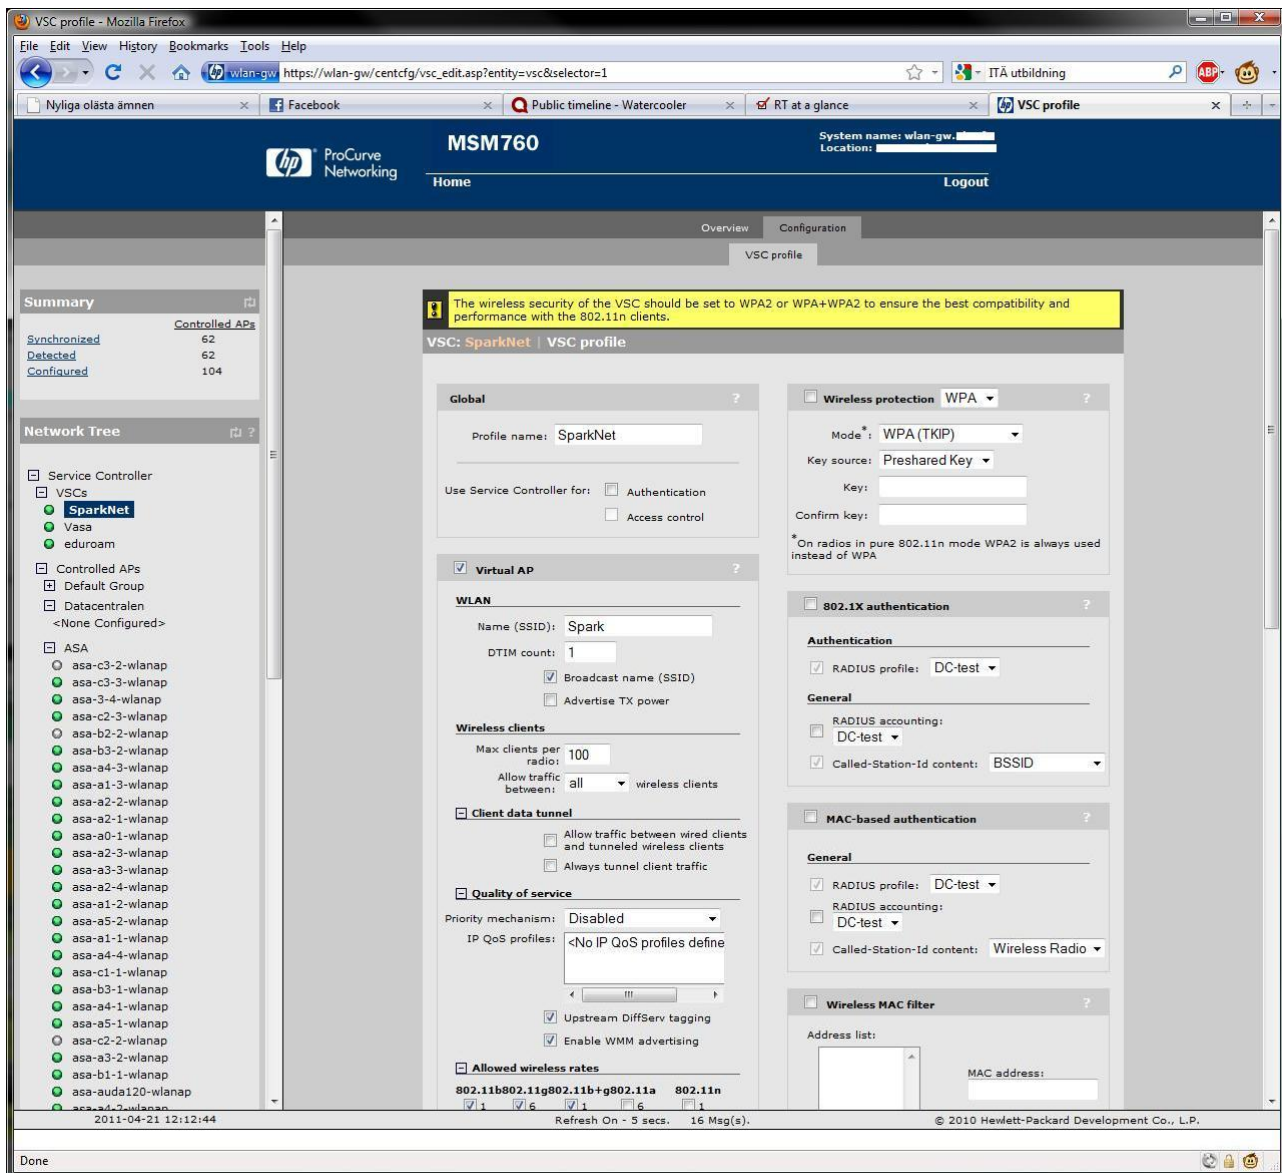 VSC profile - Mozilla Firefox
File Edit View History Bookmarks Tools Help
wlan-gw https://wlan-gw/centcfg/vsc_edit.asp?entity=vsc&selector=1
ITÄ utbildning
ABP
Nyliga olästa ämnen
Facebook
Public timeline - Watercooler
RT at a glance
VSC profile
hp ProCurve Networking
MSM760
System name: wlan-gw.
Location:
Home
Logout
Overview
Configuration
VSC profile
Summary
Controlled APs
Synchronized 62
Detected 62
Configured 104
Network Tree ?
Service Controller
VSCs
SparkNet
Vasa
eduroam
Controlled APs
Default Group
Datacentralen
<None Configured>
ASA
asa-c3-2-wlanap
asa-c3-3-wlanap
asa-3-4-wlanap
asa-c2-3-wlanap
asa-b2-2-wlanap
asa-b3-2-wlanap
asa-a4-3-wlanap
asa-a1-3-wlanap
asa-a2-2-wlanap
asa-a2-1-wlanap
asa-a0-1-wlanap
asa-a2-3-wlanap
asa-a3-3-wlanap
asa-a2-4-wlanap
asa-a1-2-wlanap
asa-a5-2-wlanap
asa-a1-1-wlanap
asa-a4-4-wlanap
asa-c1-1-wlanap
asa-b3-1-wlanap
asa-a4-1-wlanap
asa-a5-1-wlanap
asa-c2-2-wlanap
asa-a3-2-wlanap
asa-b1-1-wlanap
asa-auda120-wlanap
asa-a4-2-wlanap
The wireless security of the VSC should be set to WPA2 or WPA+WPA2 to ensure the best compatibility and
performance with the 802.11n clients.
VSC: SparkNet | VSC profile
Global ?
Profile name: SparkNet
Use Service Controller for: Authentication
Access control
Virtual AP ?
WLAN
Name (SSID): Spark
DTIM count: 1
Broadcast name (SSID)
Advertise TX power
Wireless clients
Max clients per
radio: 100
Allow traffic
between: all wireless clients
Client data tunnel
Allow traffic between wired clients
and tunneled wireless clients
Always tunnel client traffic
Quality of service
Priority mechanism: Disabled
IP QoS profiles: <No IP QoS profiles define
Upstream DiffServ tagging
Enable WMM advertising
Allowed wireless rates
802.11b 802.11g 802.11b+g 802.11a 802.11n
1 6 1 6 1
Wireless protection WPA ?
Mode*: WPA (TKIP)
Key source: Preshared Key
Key:
Confirm key:
*On radios in pure 802.11n mode WPA2 is always used
instead of WPA
802.1X authentication ?
Authentication
RADIUS profile: DC-test
General
RADIUS accounting:
DC-test
Called-Station-Id content: BSSID
MAC-based authentication ?
General
RADIUS profile: DC-test
RADIUS accounting:
DC-test
Called-Station-Id content: Wireless Radio
Wireless MAC filter ?
Address list:
MAC address:
2011-04-21 12:12:44
Refresh On - 5 secs. 16 Msg(s).
© 2010 Hewlett-Packard Development Co., L.P.
Done